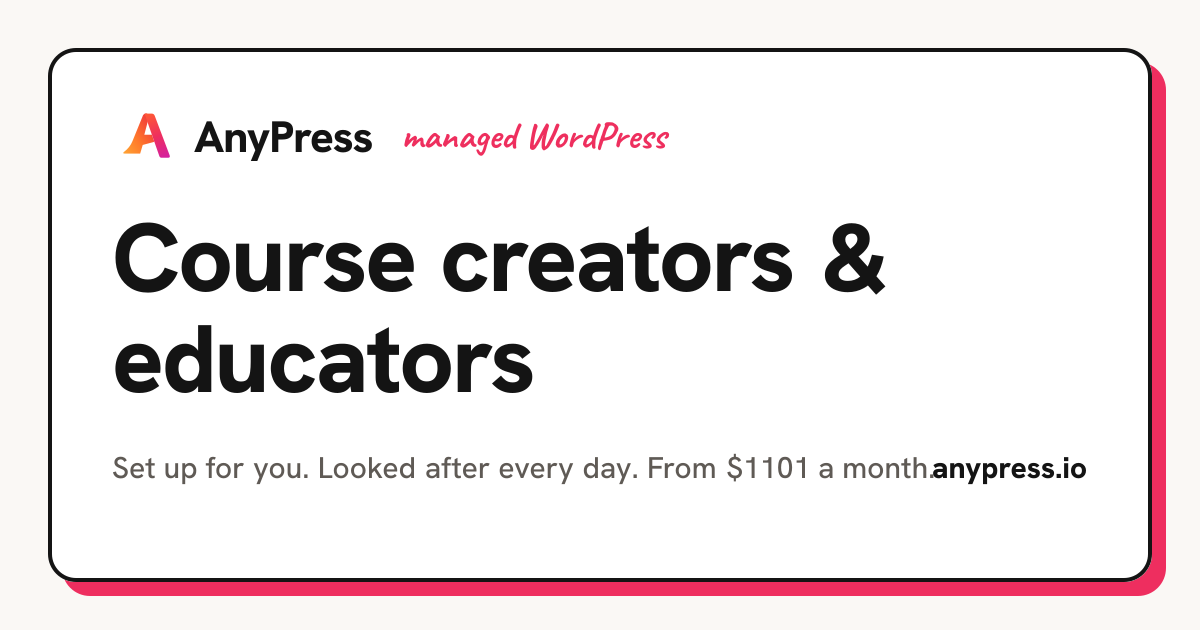 AnyPress managed WordPress
Course creators &
educators
Set up for you. Looked after every day. From $1101 a month. anypress.io